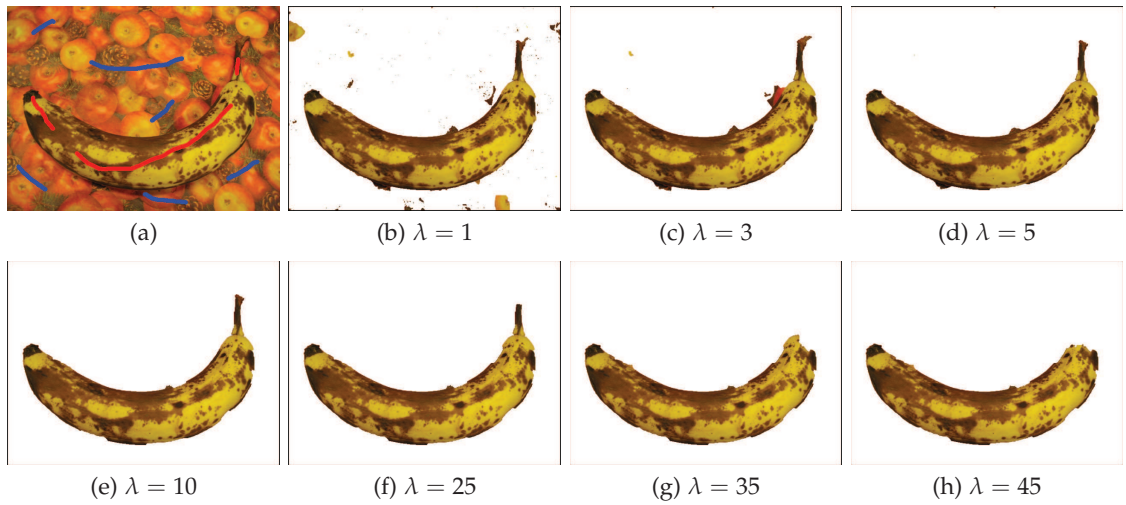 (a)
(b) λ = 1
(c) λ = 3
(d) λ = 5
(e) λ = 10
(f) λ = 25
(g) λ = 35
(h) λ = 45